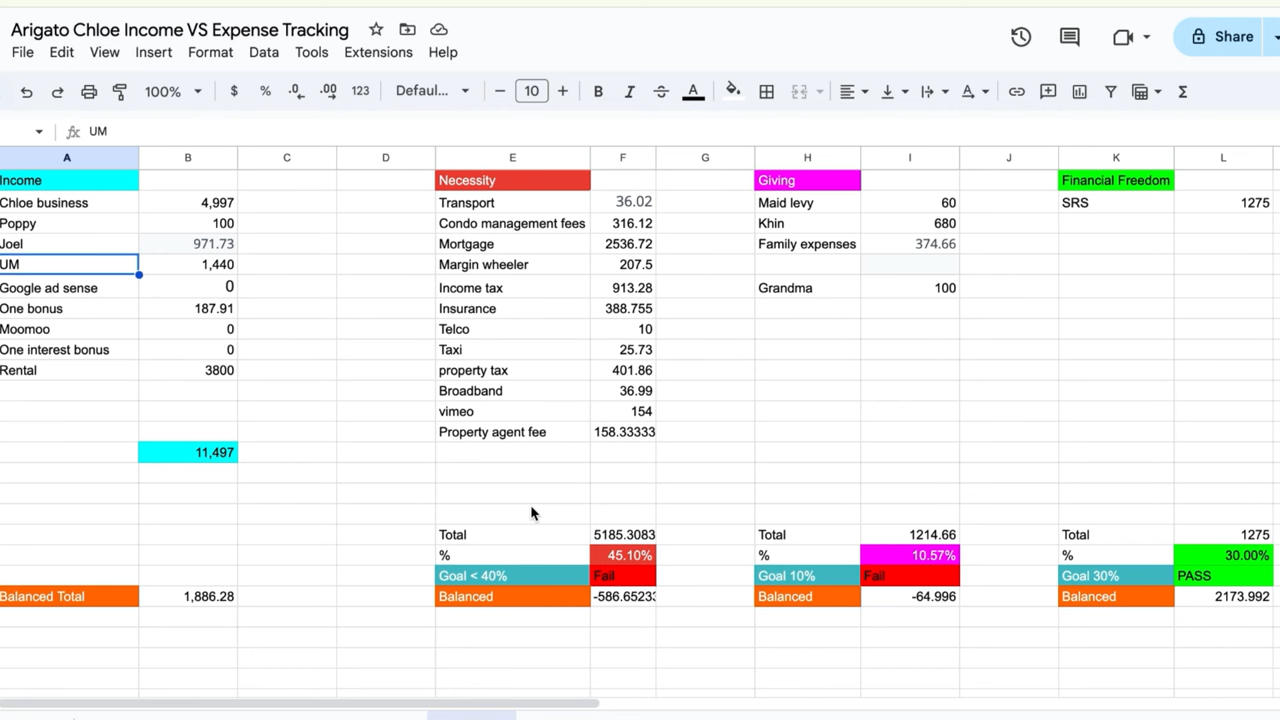 Arigato Chloe Income VS Expense Tracking
File Edit View Insert Format Data Tools Extensions Help
Share
100% $ % .0 .00 123 Defaul... − 10 + B I S A Σ
fx UM
A B C D E F G H I J K L
Income Necessity Giving Financial Freedom
Chloe business 4,997 Transport 36.02 Maid levy 60 SRS 1275
Poppy 100 Condo management fees 316.12 Khin 680
Joel 971.73 Mortgage 2536.72 Family expenses 374.66
UM 1,440 Margin wheeler 207.5
Google ad sense 0 Income tax 913.28 Grandma 100
One bonus 187.91 Insurance 388.755
Moomoo 0 Telco 10
One interest bonus 0 Taxi 25.73
Rental 3800 property tax 401.86
Broadband 36.99
vimeo 154
Property agent fee 158.33333
11,497
Total 5185.3083 Total 1214.66 Total 1275
% 45.10% % 10.57% % 30.00%
Goal < 40% Fail Goal 10% Fail Goal 30% PASS
Balanced Total 1,886.28 Balanced -586.6523 Balanced -64.996 Balanced 2173.992